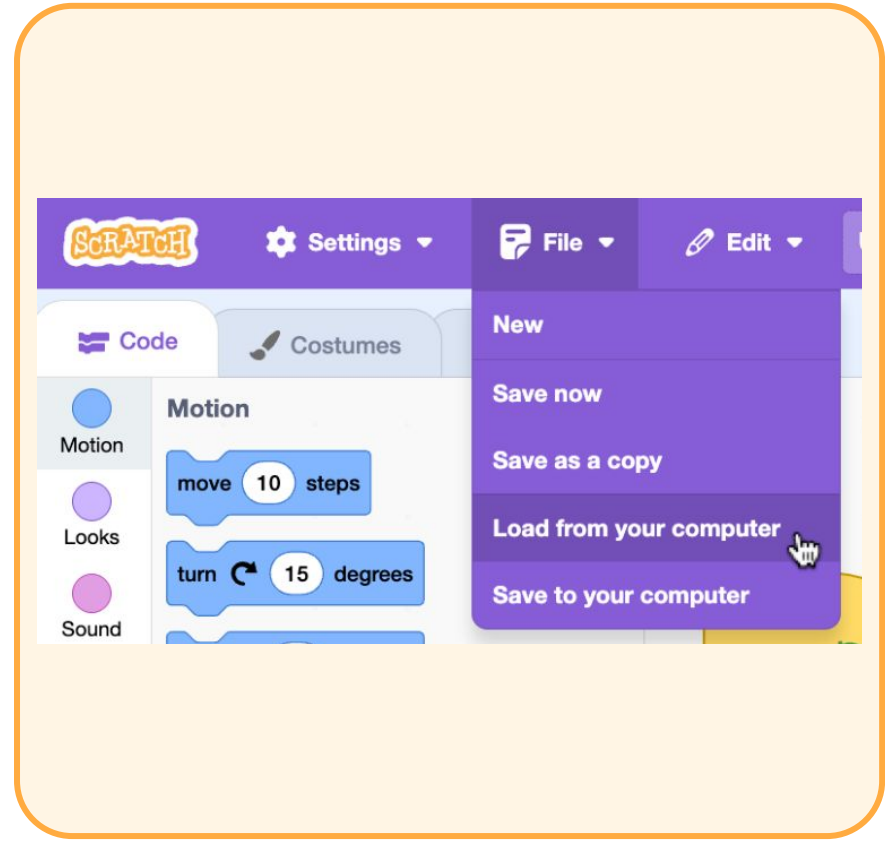 SCRATCH Settings File Edit
Code Costumes
New
Save now
Save as a copy
Load from your computer
Save to your computer
Motion
Looks
Sound
Motion
move 10 steps
turn 15 degrees